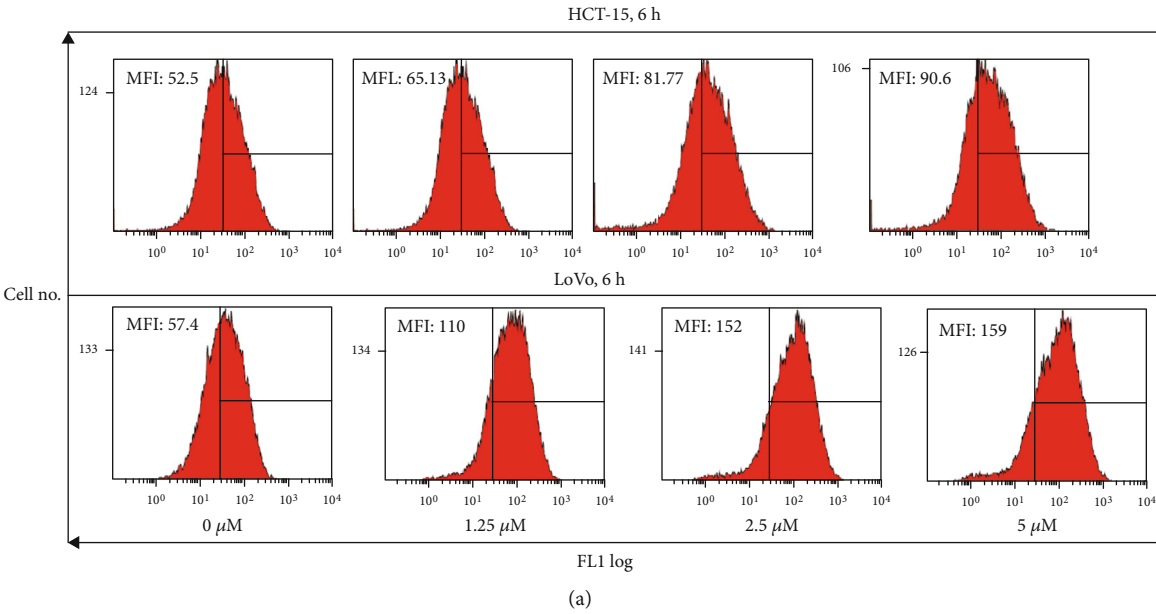 HCT-15, 6 h
MFI: 52.5
124
10⁰ 10¹ 10² 10³ 10⁴
MFL: 65.13
10⁰ 10¹ 10² 10³ 10⁴
MFI: 81.77
10⁰ 10¹ 10² 10³ 10⁴
MFI: 90.6
106
10⁰ 10¹ 10² 10³ 10⁴
LoVo, 6 h
Cell no.
MFI: 57.4
133
10⁰ 10¹ 10² 10³ 10⁴
0 μM
MFI: 110
134
10⁰ 10¹ 10² 10³ 10⁴
1.25 μM
MFI: 152
141
10⁰ 10¹ 10² 10³ 10⁴
2.5 μM
MFI: 159
126
10⁰ 10¹ 10² 10³ 10⁴
5 μM
FL1 log
(a)